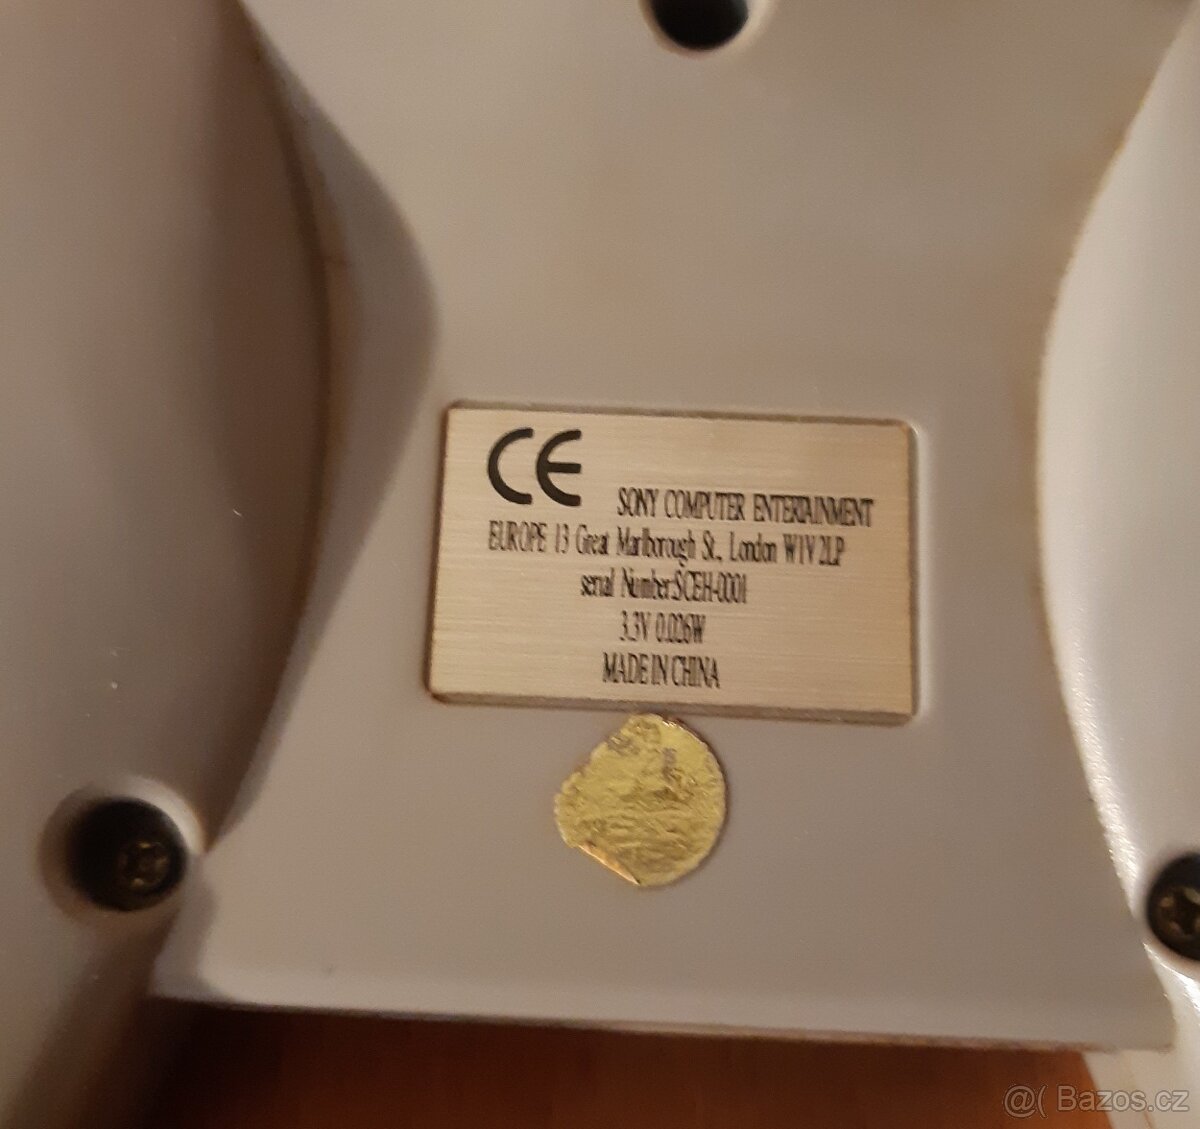 CE
SONY COMPUTER ENTERTAINMENT
EUROPE 13 Great Marlborough St., London W1V 2LP
serial Number:SCEH-0001
3.3V 0.026W
MADE IN CHINA
@( Bazos.cz